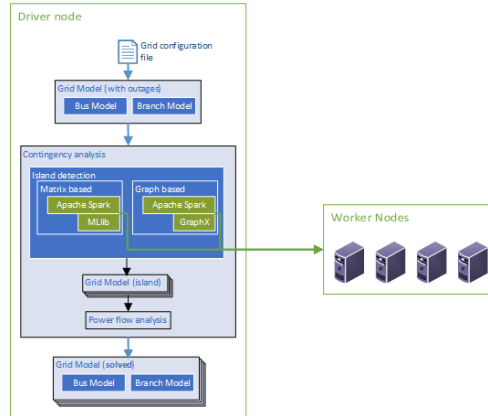 Driver node
Grid configuration
file
Grid Model (with outages)
Bus Model
Branch Model
Contingency analysis
Island detection
Matrix based
Apache Spark
MLlib
Graph based
Apache Spark
GraphX
Grid Model (island)
Power flow analysis
Grid Model (solved)
Bus Model
Branch Model
Worker Nodes